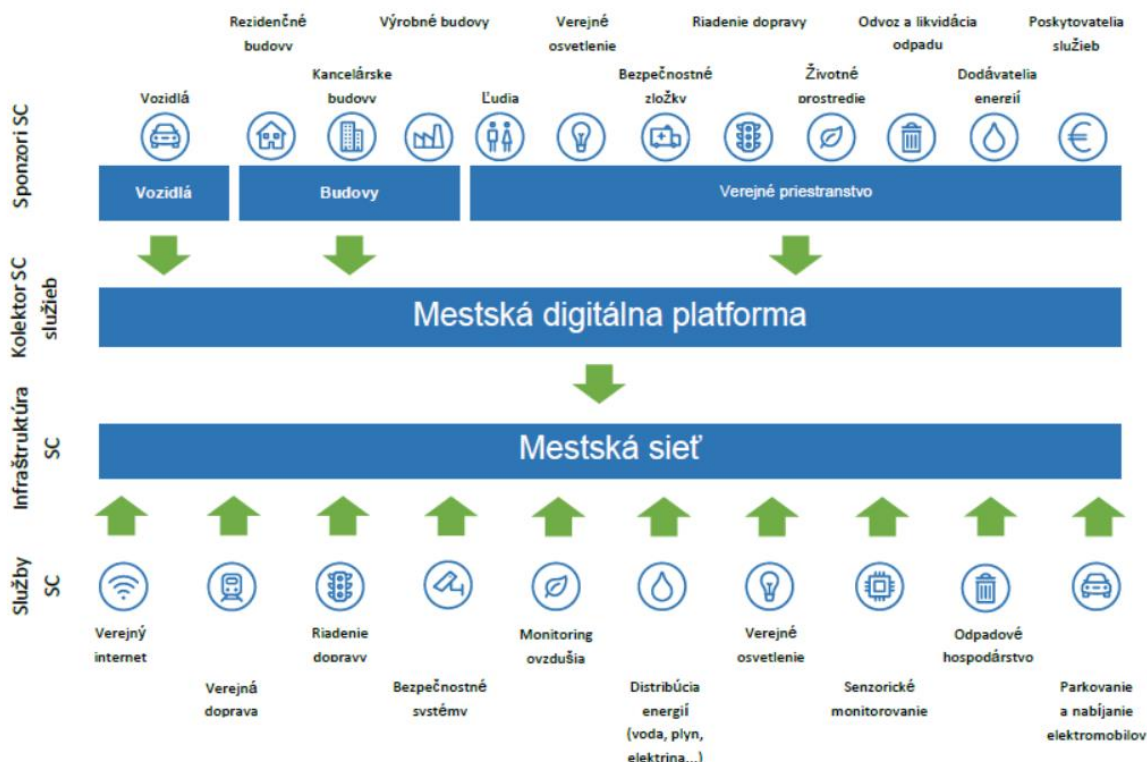 Rezidenčné
budovy
Výrobné budovy
Verejné
osvetlenie
Riadenie dopravy
Odvoz a likvidácia
odpadu
Poskytovatelia
služieb
Vozidlá
Kancelárske
budovy
Ľudia
Bezpečnostné
zložky
Životné
prostredie
Dodávatelia
energií
Sponzori SC
Vozidlá
Budovy
Verejné priestranstvo
Kolektor SC
služieb
Mestská digitálna platforma
Infraštruktúra
SC
Mestská sieť
Služby
SC
Verejný
internet
Verejná
doprava
Riadenie
dopravy
Bezpečnostné
systémy
Monitoring
ovzdušia
Distribúcia
energií
(voda, plyn,
elektrina...)
Verejné
osvetlenie
Senzorické
monitorovanie
Odpadové
hospodárstvo
Parkovanie
a nabíjanie
elektromobilov